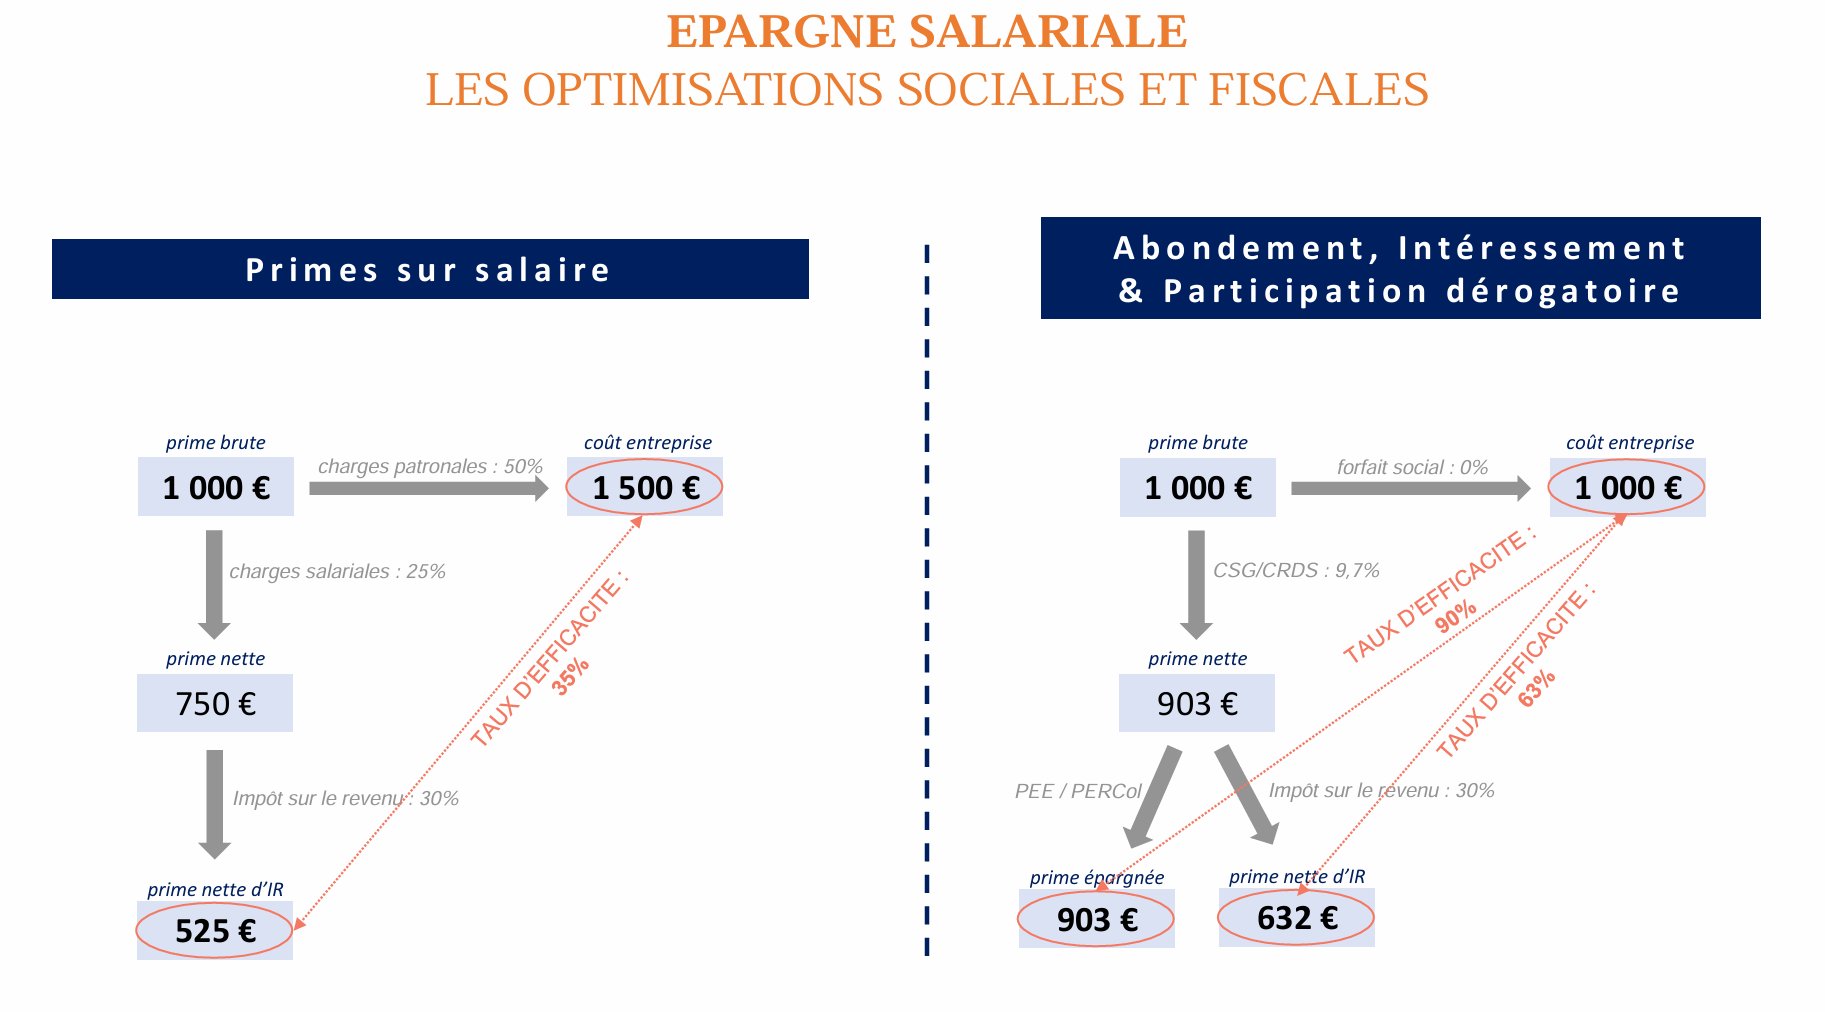 EPARGNE SALARIALE
LES OPTIMISATIONS SOCIALES ET FISCALES
Primes sur salaire
prime brute
1 000 €
charges patronales : 50%
coût entreprise
1 500 €
charges salariales : 25%
TAUX D'EFFICACITE :
35%
prime nette
750 €
Impôt sur le revenu : 30%
prime nette d'IR
525 €
Abondement, Intéressement
& Participation dérogatoire
prime brute
1 000 €
forfait social : 0%
coût entreprise
1 000 €
CSG/CRDS : 9,7%
TAUX D'EFFICACITE :
90%
TAUX D'EFFICACITE :
63%
prime nette
903 €
PEE / PERCol
Impôt sur le revenu : 30%
prime épargnée
903 €
prime nette d'IR
632 €